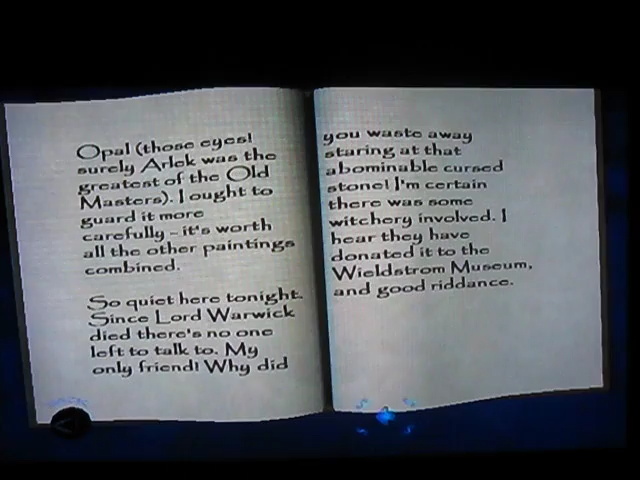 Opal (those eyes!
surely Arlek was the
greatest of the Old
Masters). I ought to
guard it more
carefully - it's worth
all the other paintings
combined.
So quiet here tonight.
Since Lord Warwick
died there's no one
left to talk to. My
only friend! Why did
you waste away
staring at that
abominable cursed
stone! I'm certain
there was some
witchery involved. I
hear they have
donated it to the
Wieldstrom Museum,
and good riddance.